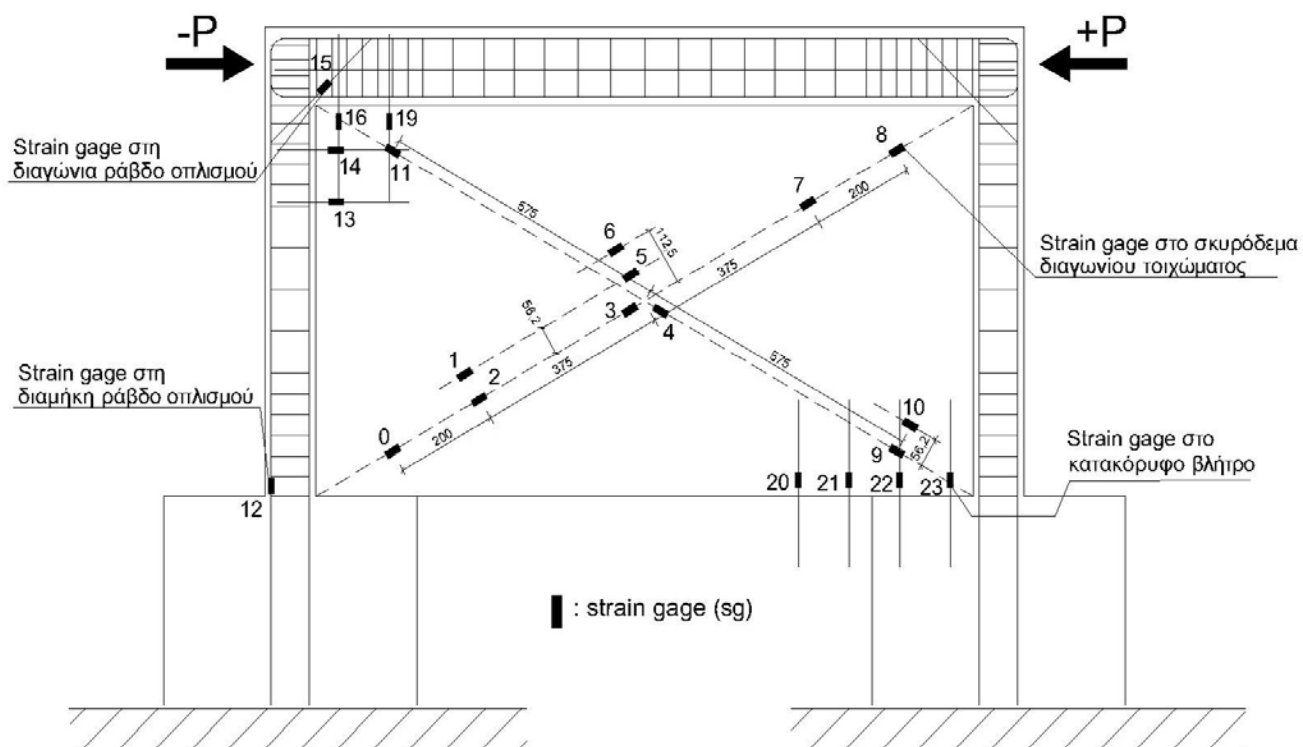 -P
+P
15
16
19
8
Strain gage στη
διαγώνια ράβδο οπλισμού
14
11
7
200
13
575
6
112,5
5
375
Strain gage στο σκυρόδεμα
διαγωνίου τοιχώματος
56,2
3
4
1
575
Strain gage στη
διαμήκη ράβδο οπλισμού
2
375
10
0
200
9
56,2
Strain gage στο
κατακόρυφο βλήτρο
12
20
21
22
23
: strain gage (sg)